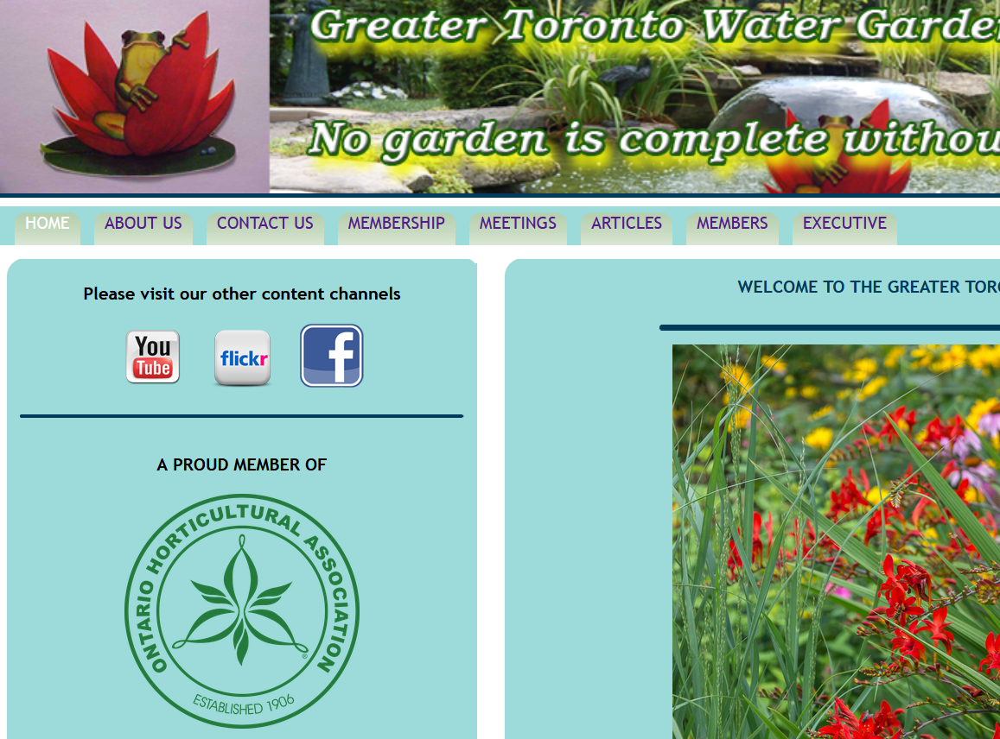 Greater Toronto Water Garde
No garden is complete withou
HOME ABOUT US CONTACT US MEMBERSHIP MEETINGS ARTICLES MEMBERS EXECUTIVE
Please visit our other content channels
You Tube
flickr
f
WELCOME TO THE GREATER TOR
A PROUD MEMBER OF
ONTARIO HORTICULTURAL ASSOCIATION
®
ESTABLISHED 1906